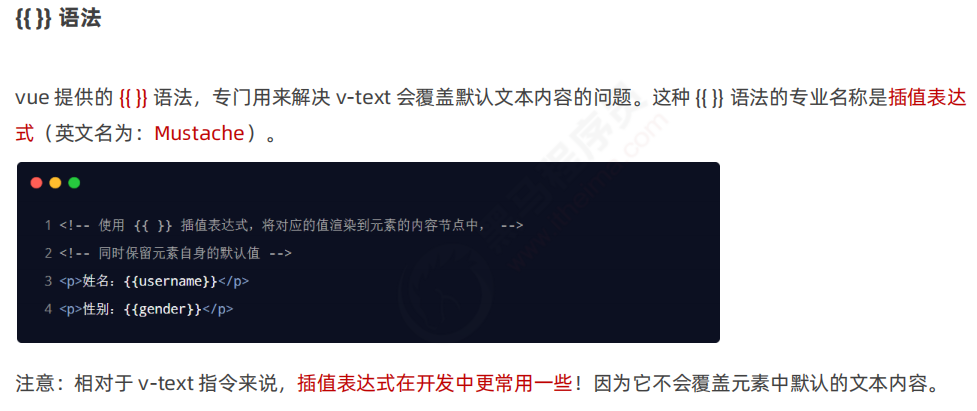 {{ }} 语法
vue 提供的 {{ }} 语法，专门用来解决 v-text 会覆盖默认文本内容的问题。这种 {{ }} 语法的专业名称是插值表达
式（英文名为：Mustache）。
1 <!-- 使用 {{ }} 插值表达式，将对应的值渲染到元素的内容节点中， -->
2 <!-- 同时保留元素自身的默认值 -->
3 <p>姓名：{{username}}</p>
4 <p>性别：{{gender}}</p>
注意：相对于 v-text 指令来说，插值表达式在开发中更常用一些！因为它不会覆盖元素中默认的文本内容。